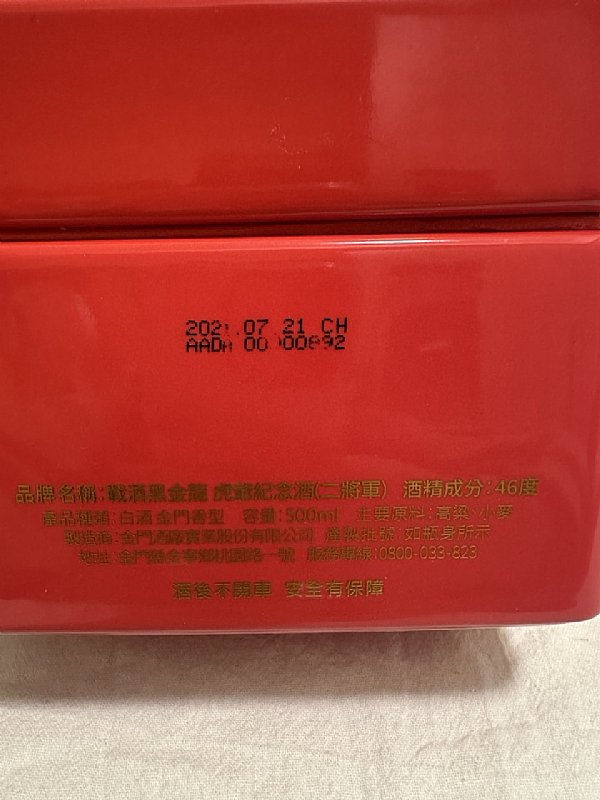 2021.07.21 CH
品牌名稱:戰酒黑金龍 虎爺紀念酒(二將軍) 酒精成分:46度
產品種類:白酒 金門香型 容量:500ml 主要原料:高粱、小麥
製造商:金門酒廠實業股份有限公司 產製批號:如瓶身所示
地址:金門縣金寧鄉桃園路一號 服務專線:0800-033-823
酒後不開車 安全有保障